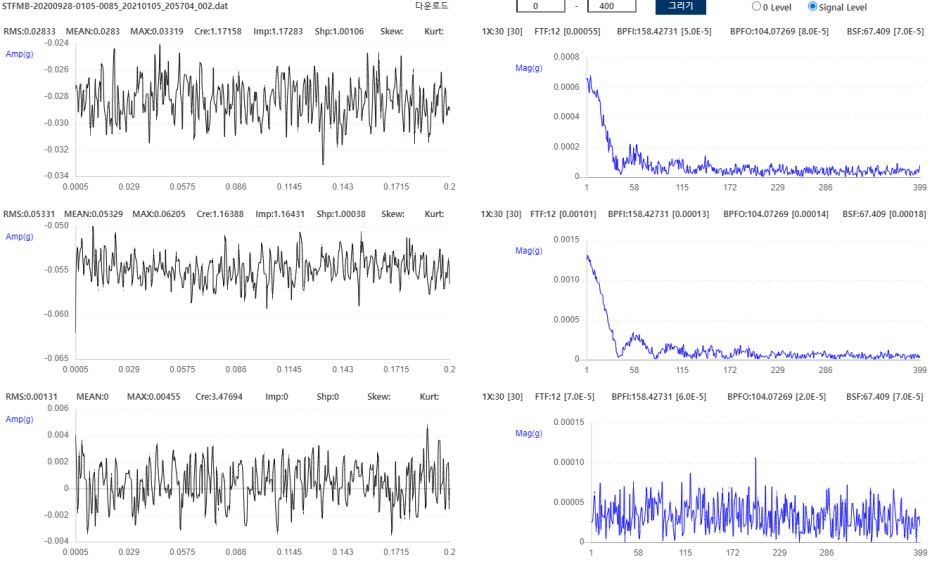 STFMB-20200928-0105-0085_20210105_205704_002.dat 다운로드 0 - 400 그리기 0 Level Signal Level
RMS:0.02833 MEAN:0.0283 MAX:0.03319 Cre:1.17158 Imp:1.17283 Shp:1.00106 Skew: Kurt:
-0.024
Amp(g)
-0.026
-0.028
-0.030
-0.032
-0.034
0.0005 0.029 0.0575 0.086 0.1145 0.143 0.1715 0.2
1X:30 [30] FTF:12 [0.00055] BPFI:158.42731 [5.0E-5] BPFO:104.07269 [8.0E-5] BSF:67.409 [7.0E-5]
0.0008
Mag(g)
0.0006
0.0004
0.0002
0
1 58 115 172 229 286 399
RMS:0.05331 MEAN:0.05329 MAX:0.06205 Cre:1.16388 Imp:1.16431 Shp:1.00038 Skew: Kurt:
-0.050
Amp(g)
-0.055
-0.060
-0.065
0.0005 0.029 0.0575 0.086 0.1145 0.143 0.1715 0.2
1X:30 [30] FTF:12 [0.00101] BPFI:158.42731 [0.00013] BPFO:104.07269 [0.00014] BSF:67.409 [0.00018]
0.0015
Mag(g)
0.0010
0.0005
0
1 58 115 172 229 286 399
RMS:0.00131 MEAN:0 MAX:0.00455 Cre:3.47694 Imp:0 Shp:0 Skew: Kurt:
0.006
Amp(g)
0.004
0.002
0
-0.002
-0.004
0.0005 0.029 0.0575 0.086 0.1145 0.143 0.1715 0.2
1X:30 [30] FTF:12 [7.0E-5] BPFI:158.42731 [6.0E-5] BPFO:104.07269 [2.0E-5] BSF:67.409 [7.0E-5]
0.00015
Mag(g)
0.00010
0.00005
0
1 58 115 172 229 286 399